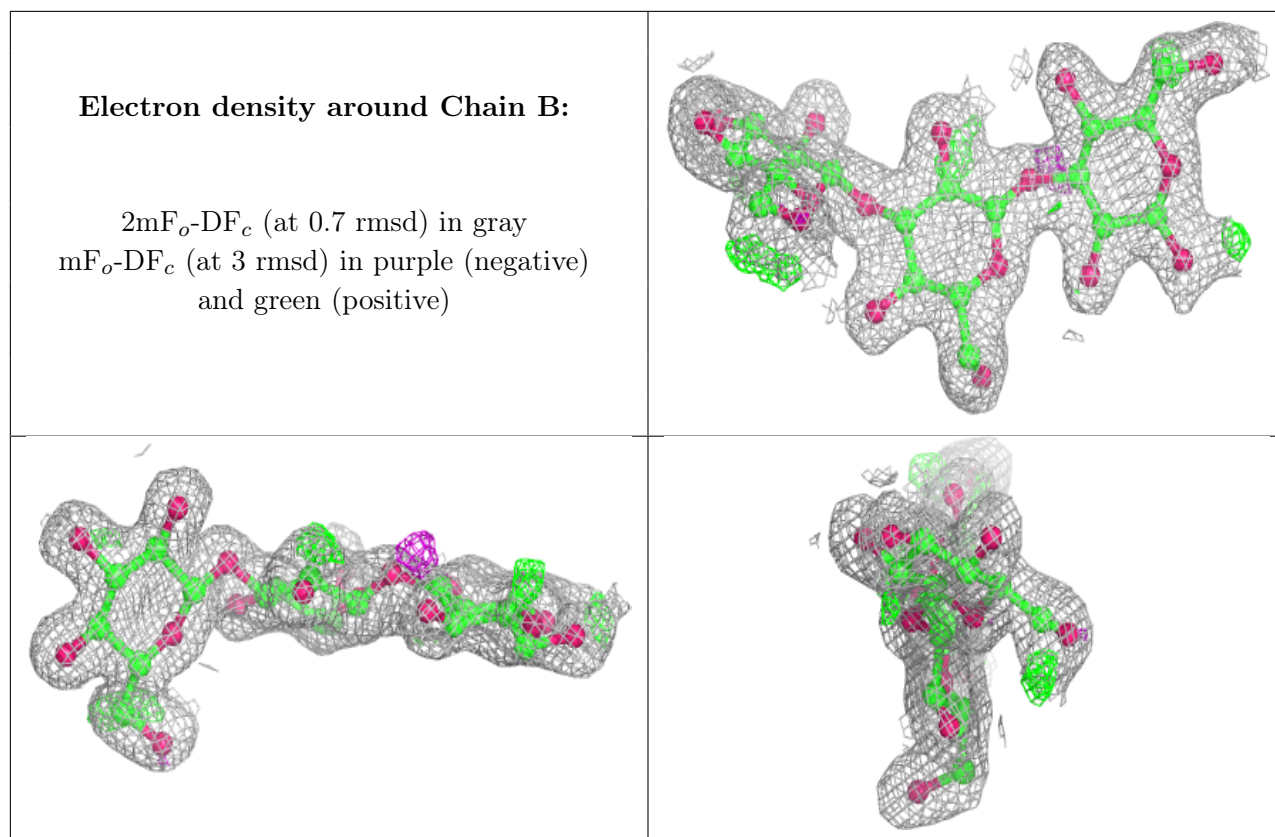 Electron density around Chain B:
2mFo-DFc (at 0.7 rmsd) in gray
mFo-DFc (at 3 rmsd) in purple (negative)
and green (positive)